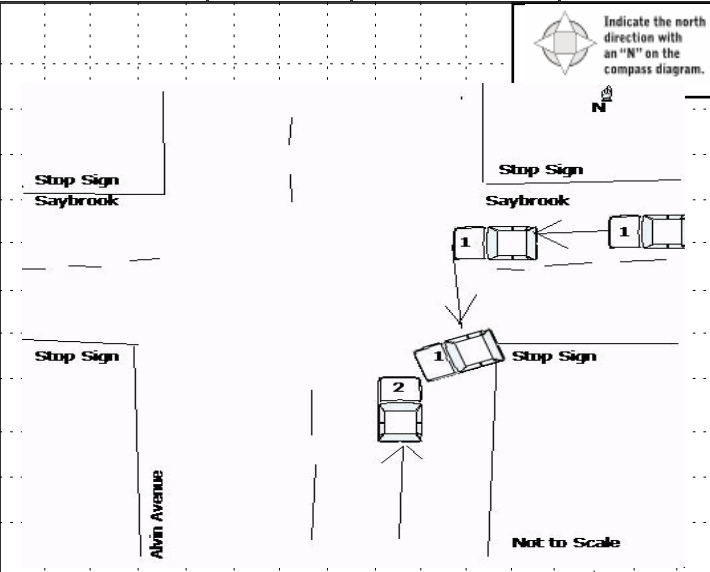 Indicate the north
direction with
an "N" on the
compass diagram.
N
Stop Sign
Saybrook
Stop Sign
Saybrook
1
1
Stop Sign
1
Stop Sign
2
Alvin Avenue
Not to Scale